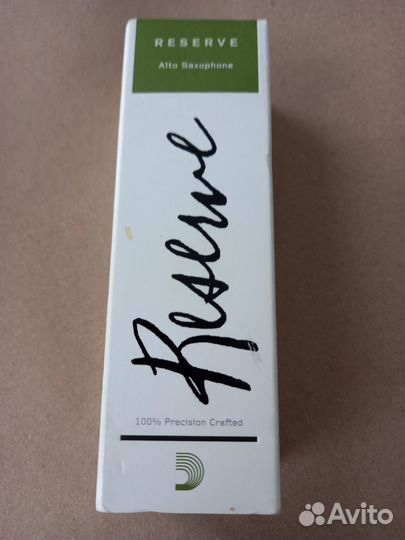 RESERVE
Alto Saxophone
Reserve
100% Precision Crafted
Avito